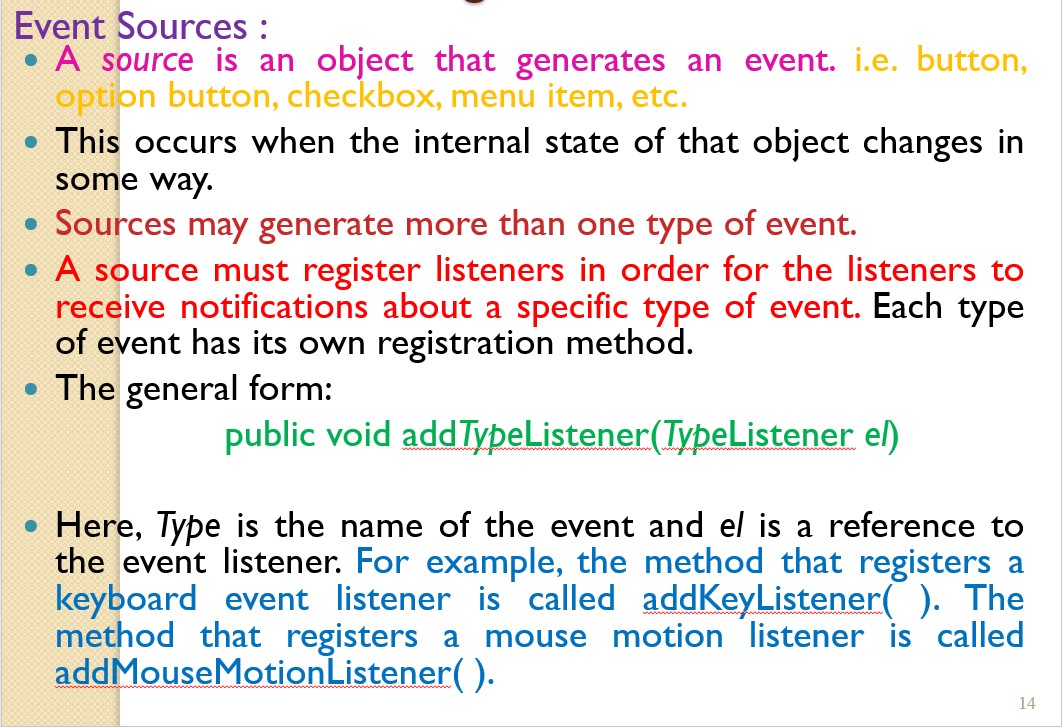 Event Sources :
• A source is an object that generates an event. i.e. button,
option button, checkbox, menu item, etc.
• This occurs when the internal state of that object changes in
some way.
• Sources may generate more than one type of event.
• A source must register listeners in order for the listeners to
receive notifications about a specific type of event. Each type
of event has its own registration method.
• The general form:
public void addTypeListener(TypeListener el)
• Here, Type is the name of the event and el is a reference to
the event listener. For example, the method that registers a
keyboard event listener is called addKeyListener( ). The
method that registers a mouse motion listener is called
addMouseMotionListener( ).
14